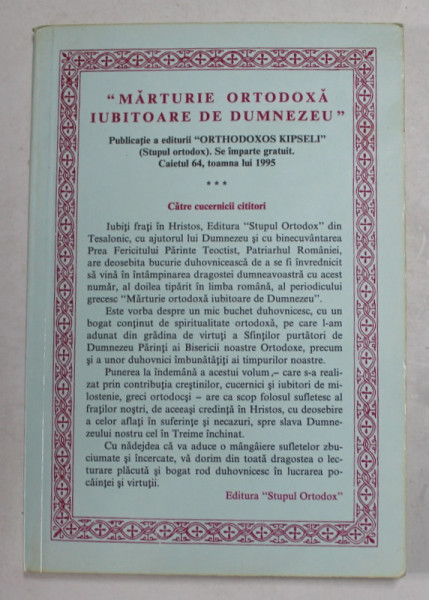 “MĂRTURIE ORTODOXĂ
IUBITOARE DE DUMNEZEU”
Publicaţie a editurii “ORTHODOXOS KIPSELI”
(Stupul ortodox). Se împarte gratuit.
Caietul 64, toamna lui 1995
***
Către cucernicii cititori
Iubiţi fraţi în Hristos, Editura “Stupul Ortodox” din
Tesalonic, cu ajutorul lui Dumnezeu şi cu binecuvântarea
Prea Fericitului Părinte Teoctist, Patriarhul României,
are deosebita bucurie duhovnicească de a se fi învrednicit
să vină în întâmpinarea dragostei dumneavoastră cu acest
număr, al doilea tipărit în limba română, al periodicului
grecesc “Mărturie ortodoxă iubitoare de Dumnezeu”.
Este vorba despre un mic buchet duhovnicesc, cu un
bogat conţinut de spiritualitate ortodoxă, pe care l-am
adunat din grădina de virtuţi a Sfinţilor purtători de
Dumnezeu Părinţi ai Bisericii noastre Ortodoxe, precum
şi a unor duhovnici îmbunătăţiţi ai timpurilor noastre.
Punerea la îndemână a acestui volum,– care s-a reali-
zat prin contribuţia creştinilor, cucernici şi iubitori de mi-
lostenie, greci ortodocşi – are ca scop folosul sufletesc al
fraţilor noştri, de aceeaşi credinţă în Hristos, cu deosebire
a celor aflaţi în suferinţe şi necazuri, spre slava Dumne-
zeului nostru cel în Treime închinat.
Cu nădejdea că va aduce o mângâiere sufletelor zbu-
ciumate şi încercate, vă dorim din toată dragostea o lec-
turare plăcută şi bogat rod duhovnicesc în lucrarea po-
căinţei şi virtuţii.
Editura “Stupul Ortodox”